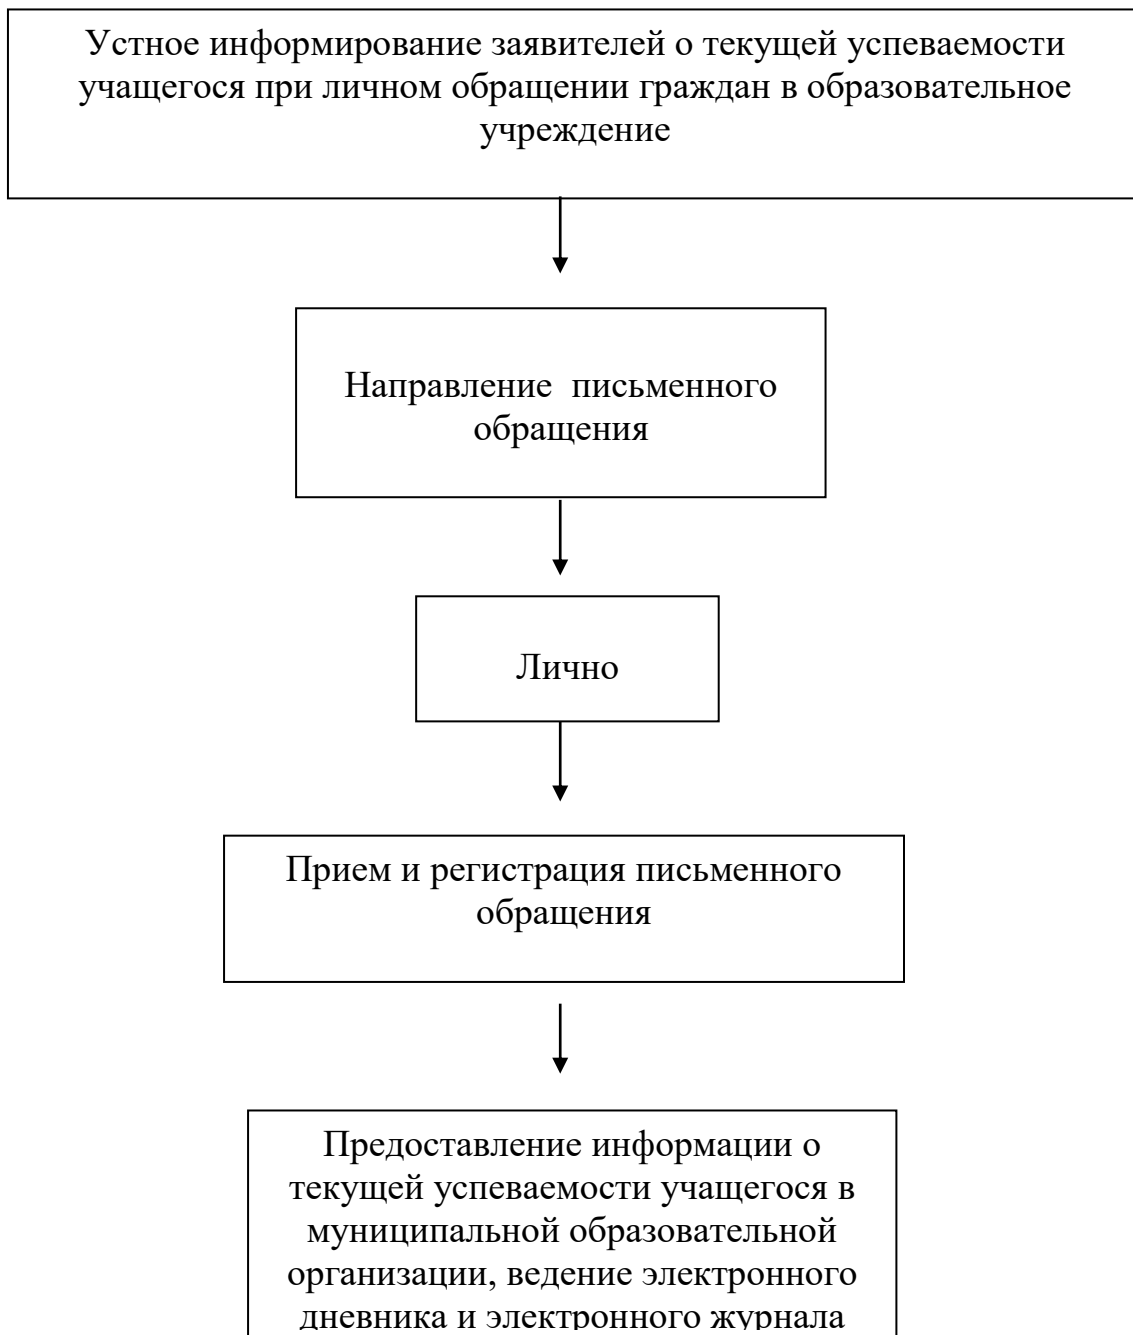 Устное информирование заявителей о текущей успеваемости
учащегося при личном обращении граждан в образовательное
учреждение
Направление письменного
обращения
Лично
Прием и регистрация письменного
обращения
Предоставление информации о
текущей успеваемости учащегося в
муниципальной образовательной
организации, ведение электронного
дневника и электронного журнала